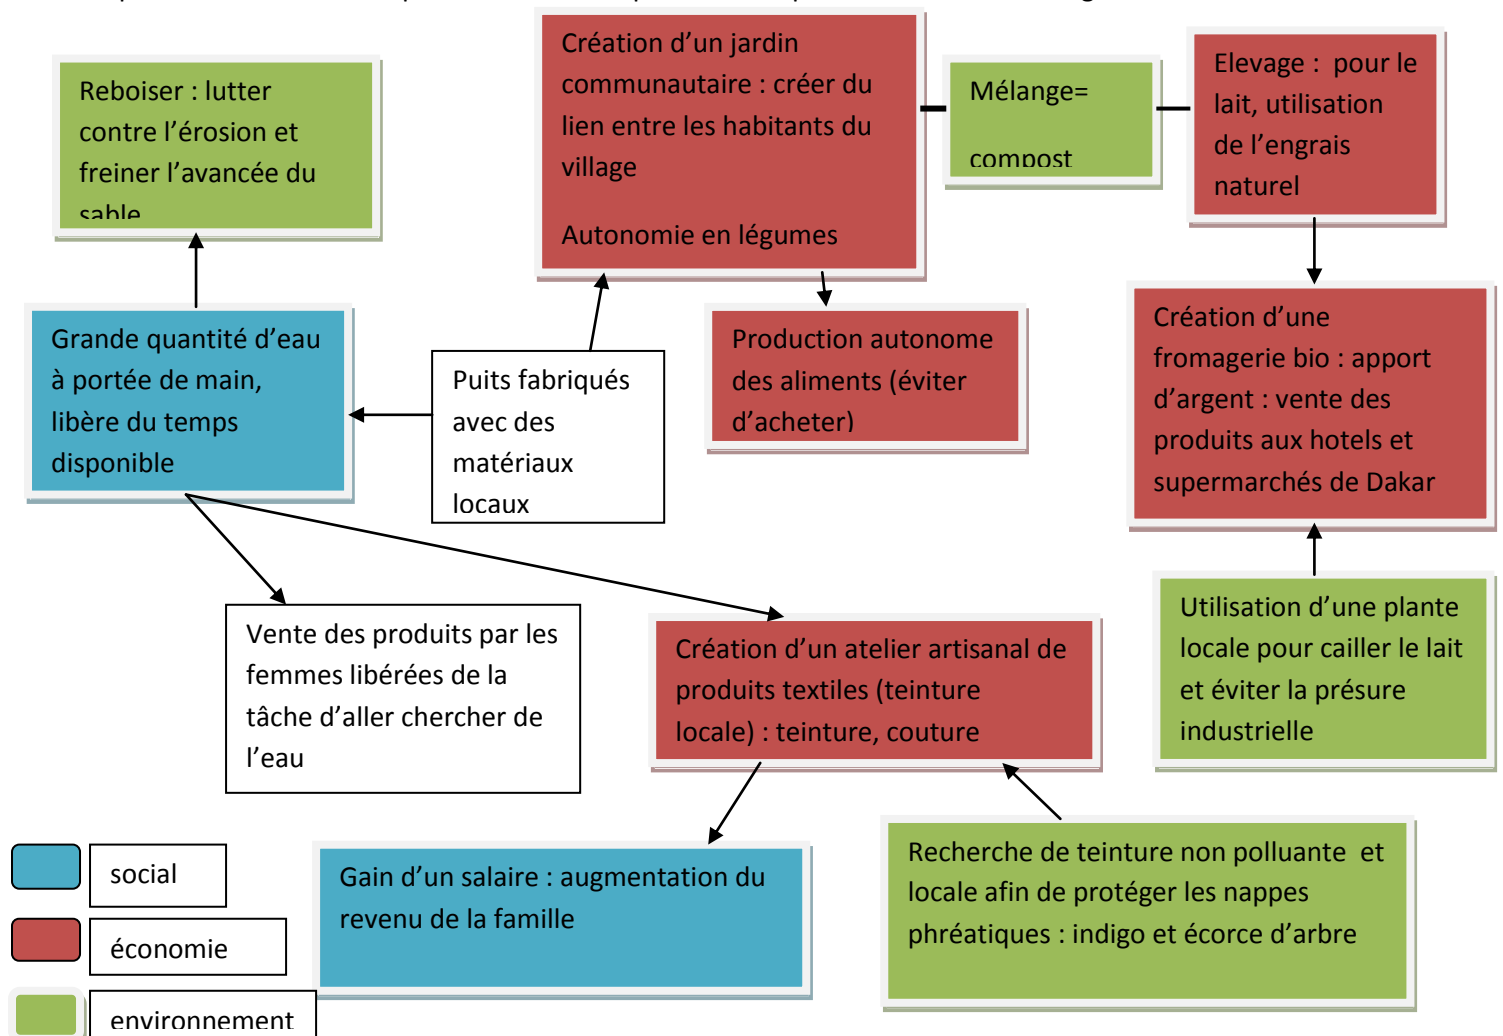 Reboiser : lutter
contre l’érosion et
freiner l’avancée du
sable
Création d’un jardin
communautaire : créer du
lien entre les habitants du
village
Autonomie en légumes
Mélange=
compost
Elevage : pour le
lait, utilisation
de l’engrais
naturel
Grande quantité d’eau
à portée de main,
libère du temps
disponible
Puits fabriqués
avec des
matériaux
locaux
Production autonome
des aliments (éviter
d’acheter)
Création d’une
fromagerie bio : apport
d’argent : vente des
produits aux hotels et
supermarchés de Dakar
Vente des produits par les
femmes libérées de la
tâche d’aller chercher de
l’eau
Création d’un atelier artisanal de
produits textiles (teinture
locale) : teinture, couture
Utilisation d’une plante
locale pour cailler le lait
et éviter la présure
industrielle
Gain d’un salaire : augmentation du
revenu de la famille
Recherche de teinture non polluante et
locale afin de protéger les nappes
phréatiques : indigo et écorce d’arbre
social
économie
environnement